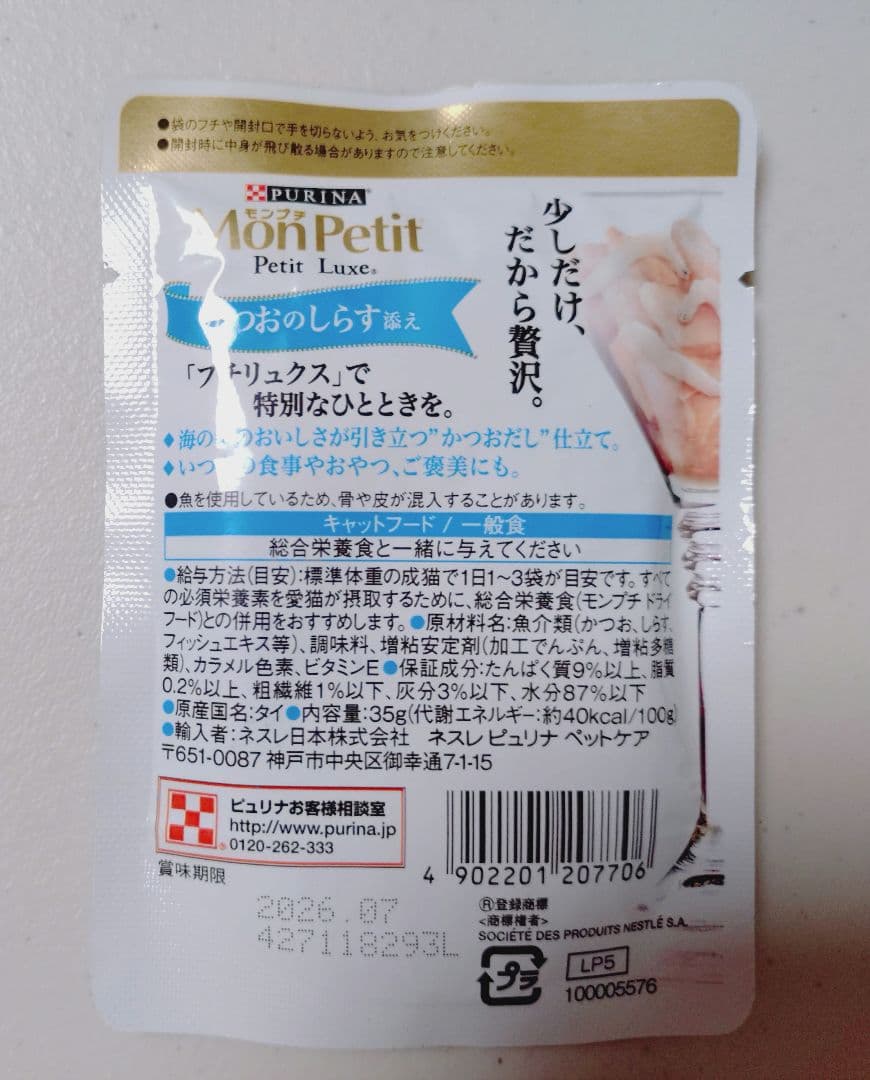 ●袋のフチや開封口で手を切らないよう、お気をつけください。
●開封時に中身が飛び散る場合がありますので注意してください。
PURINA
モンプチ
MonPetit
Petit Luxe®
つおのしらす添え
少しだけ、
だから贅沢。
「プチリュクス」で
特別なひとときを。
◆海の のおいしさが引き立つ"かつおだし"仕立て。
◆いつ の食事やおやつ、ご褒美にも。
●魚を使用しているため、骨や皮が混入することがあります。
キャットフード / 一般食
総合栄養食と一緒に与えてください
●給与方法(目安):標準体重の成猫で1日1~3袋が目安です。すべて
の必須栄養素を愛猫が摂取するために、総合栄養食(モンプチ ドライ
フード)との併用をおすすめします。●原材料名:魚介類(かつお、しらす、
フィッシュエキス等)、調味料、増粘安定剤(加工でんぷん、増粘多糖
類)、カラメル色素、ビタミンE●保証成分:たんぱく質9%以上、脂質
0.2%以上、粗繊維1%以下、灰分3%以下、水分87%以下
●原産国名:タイ●内容量:35g(代謝エネルギー:約40kcal/100g)
●輸入者:ネスレ日本株式会社 ネスレ ピュリナ ペットケア
〒651-0087 神戸市中央区御幸通7-1-15
ピュリナお客様相談室
http://www.purina.jp
0120-262-333
4 902201 207706
賞味期限
2026.07
427118293L
®登録商標
<商標権者>
SOCIÉTÉ DES PRODUITS NESTLÉ S.A.
プラ
LP5
100005576